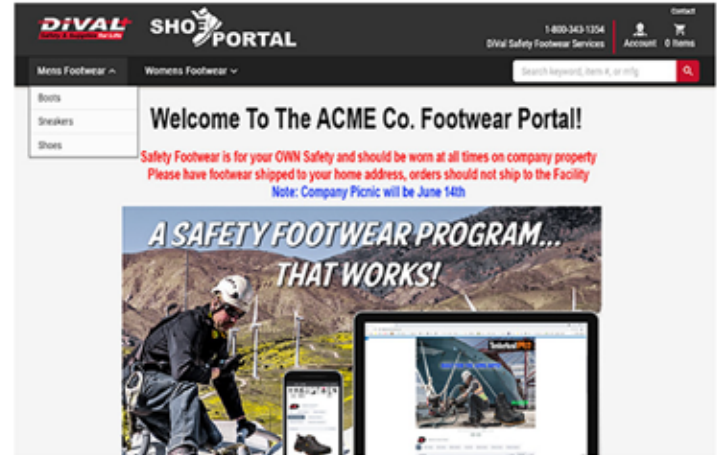 Contact
DiVAL
Safety & Supplies for Life
SHOE PORTAL
1-800-343-1354
DiVal Safety Footwear Services
Account
0 Items
Mens Footwear
Womens Footwear
Search keyword, item #, or mfg
Boots
Sneakers
Shoes
Welcome To The ACME Co. Footwear Portal!
Safety Footwear is for your OWN Safety and should be worn at all times on company property
Please have footwear shipped to your home address, orders should not ship to the Facility
Note: Company Picnic will be June 14th
A SAFETY FOOTWEAR PROGRAM...
THAT WORKS!
Timberland PRO